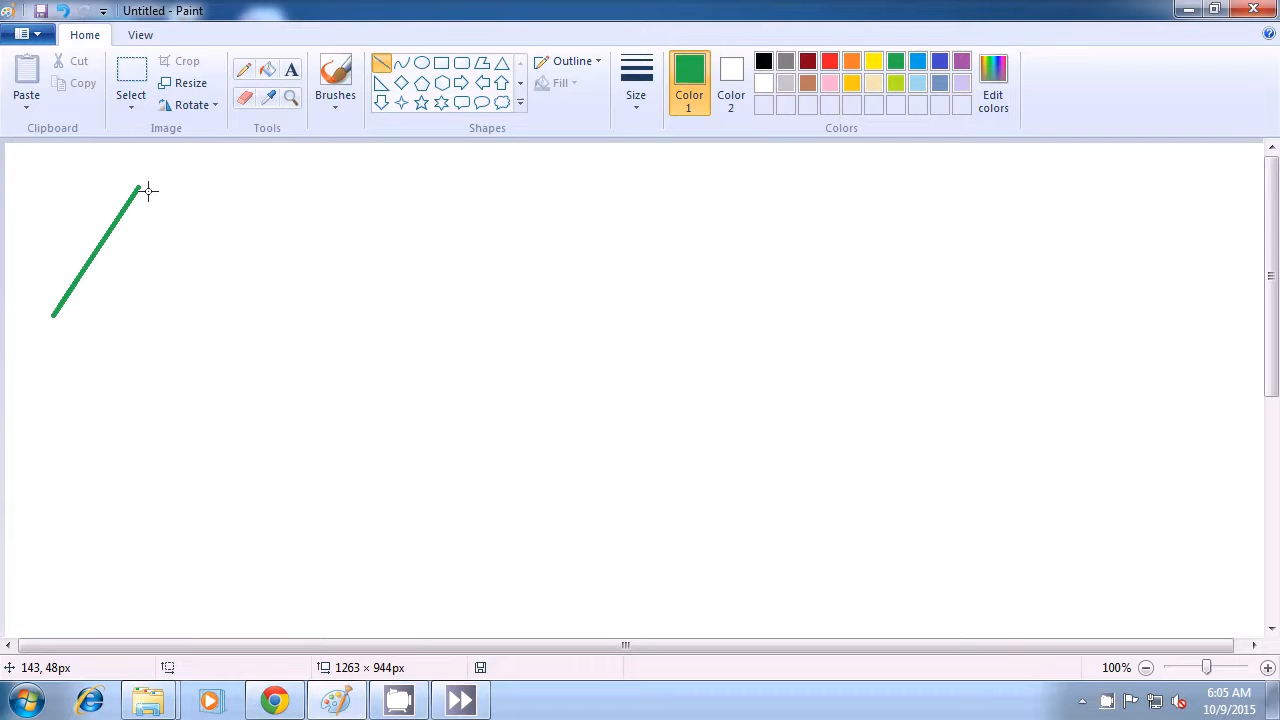 Untitled - Paint
Home View
Paste
Cut
Copy
Clipboard
Select
Crop
Resize
Rotate
Image
A
Tools
Brushes
Outline
Fill
Shapes
Size
Color 1
Color 2
Edit colors
Colors
143, 48px
1263 × 944px
100%
6:05 AM
10/9/2015